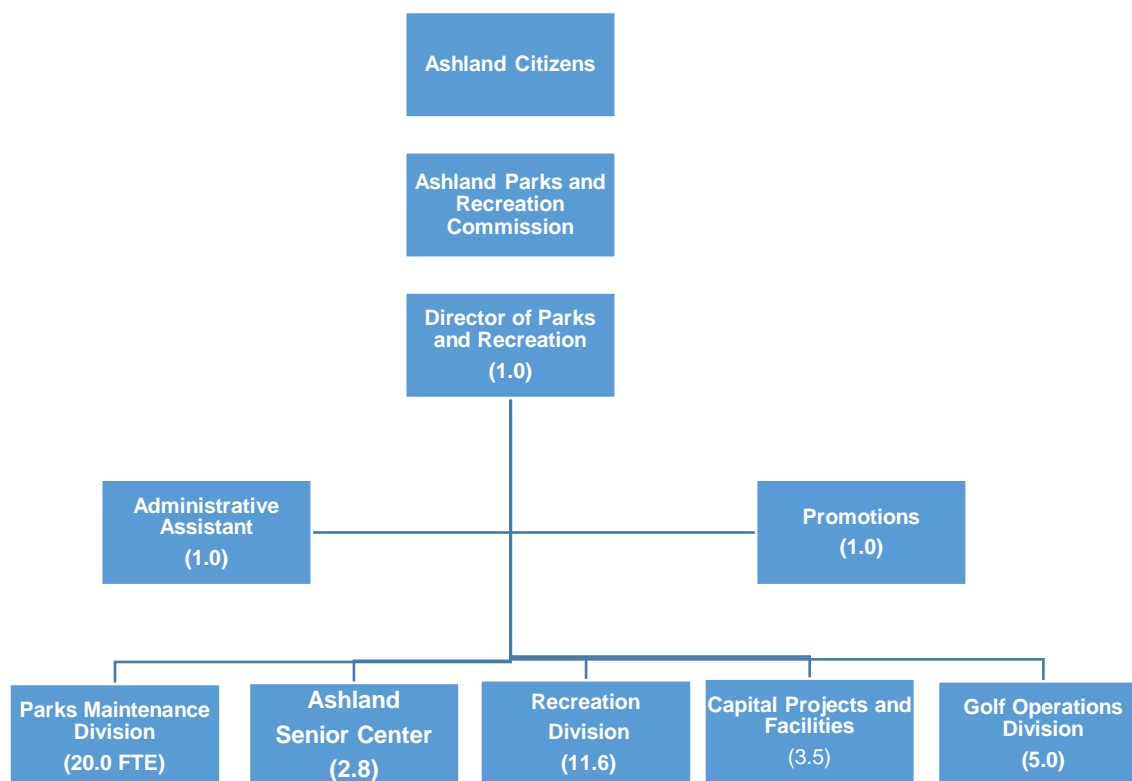 Ashland Citizens
Ashland Parks and
Recreation
Commission
Director of Parks
and Recreation
(1.0)
Administrative
Assistant
(1.0)
Promotions
(1.0)
Parks Maintenance
Division
(20.0 FTE)
Ashland
Senior Center
(2.8)
Recreation
Division
(11.6)
Capital Projects and
Facilities
(3.5)
Golf Operations
Division
(5.0)